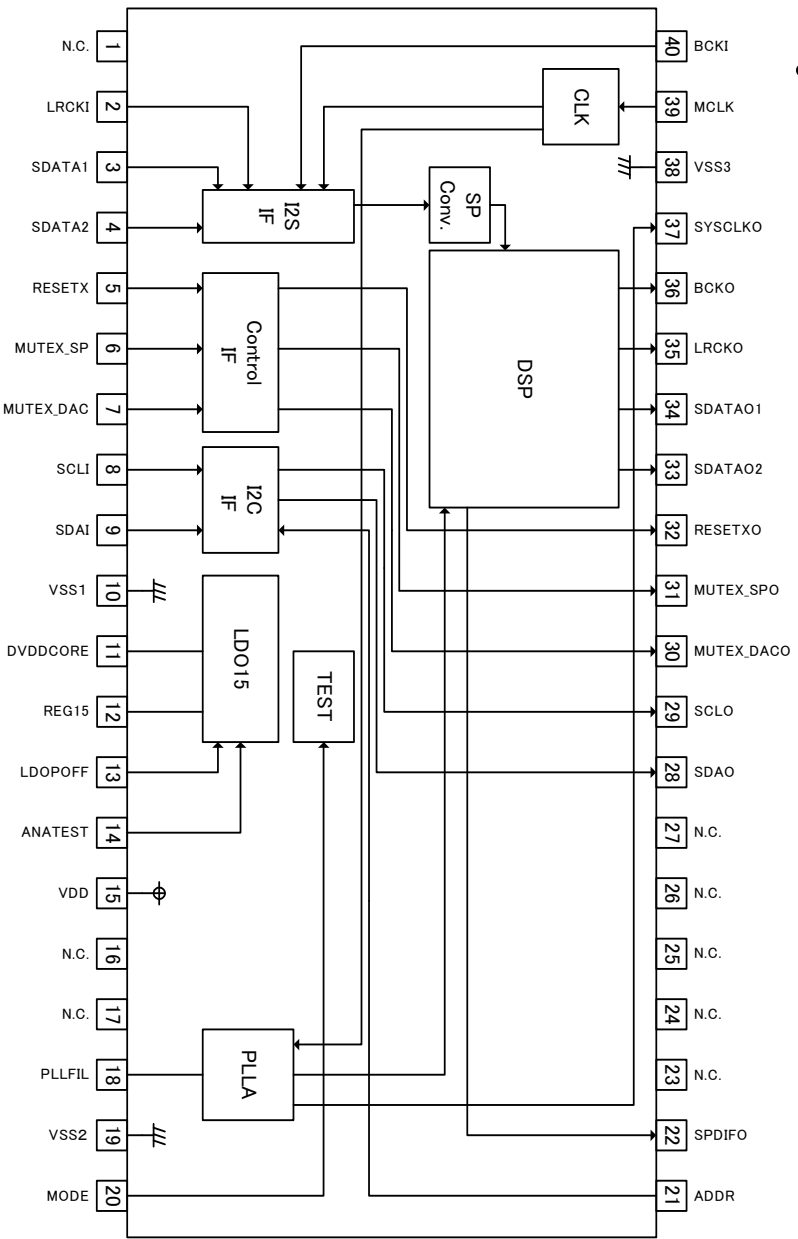 N.C. 1
LRCKI 2
SDATA1 3
SDATA2 4
RESETX 5
MUTEX_SP 6
MUTEX_DAC 7
SCLI 8
SDAI 9
VSS1 10
DVDDCORE 11
REG15 12
LDOPOFF 13
ANATEST 14
VDD 15
N.C. 16
N.C. 17
PLLFIL 18
VSS2 19
MODE 20
CLK
I2S
IF
SP
Conv.
Control
IF
DSP
I2C
IF
LDO15
TEST
PLLA
40 BCKI
39 MCLK
38 VSS3
37 SYSCLKO
36 BCKO
35 LRCKO
34 SDATAO1
33 SDATAO2
32 RESETXO
31 MUTEX_SPO
30 MUTEX_DACO
29 SCLO
28 SDAO
27 N.C.
26 N.C.
25 N.C.
24 N.C.
23 N.C.
22 SPDIFO
21 ADDR